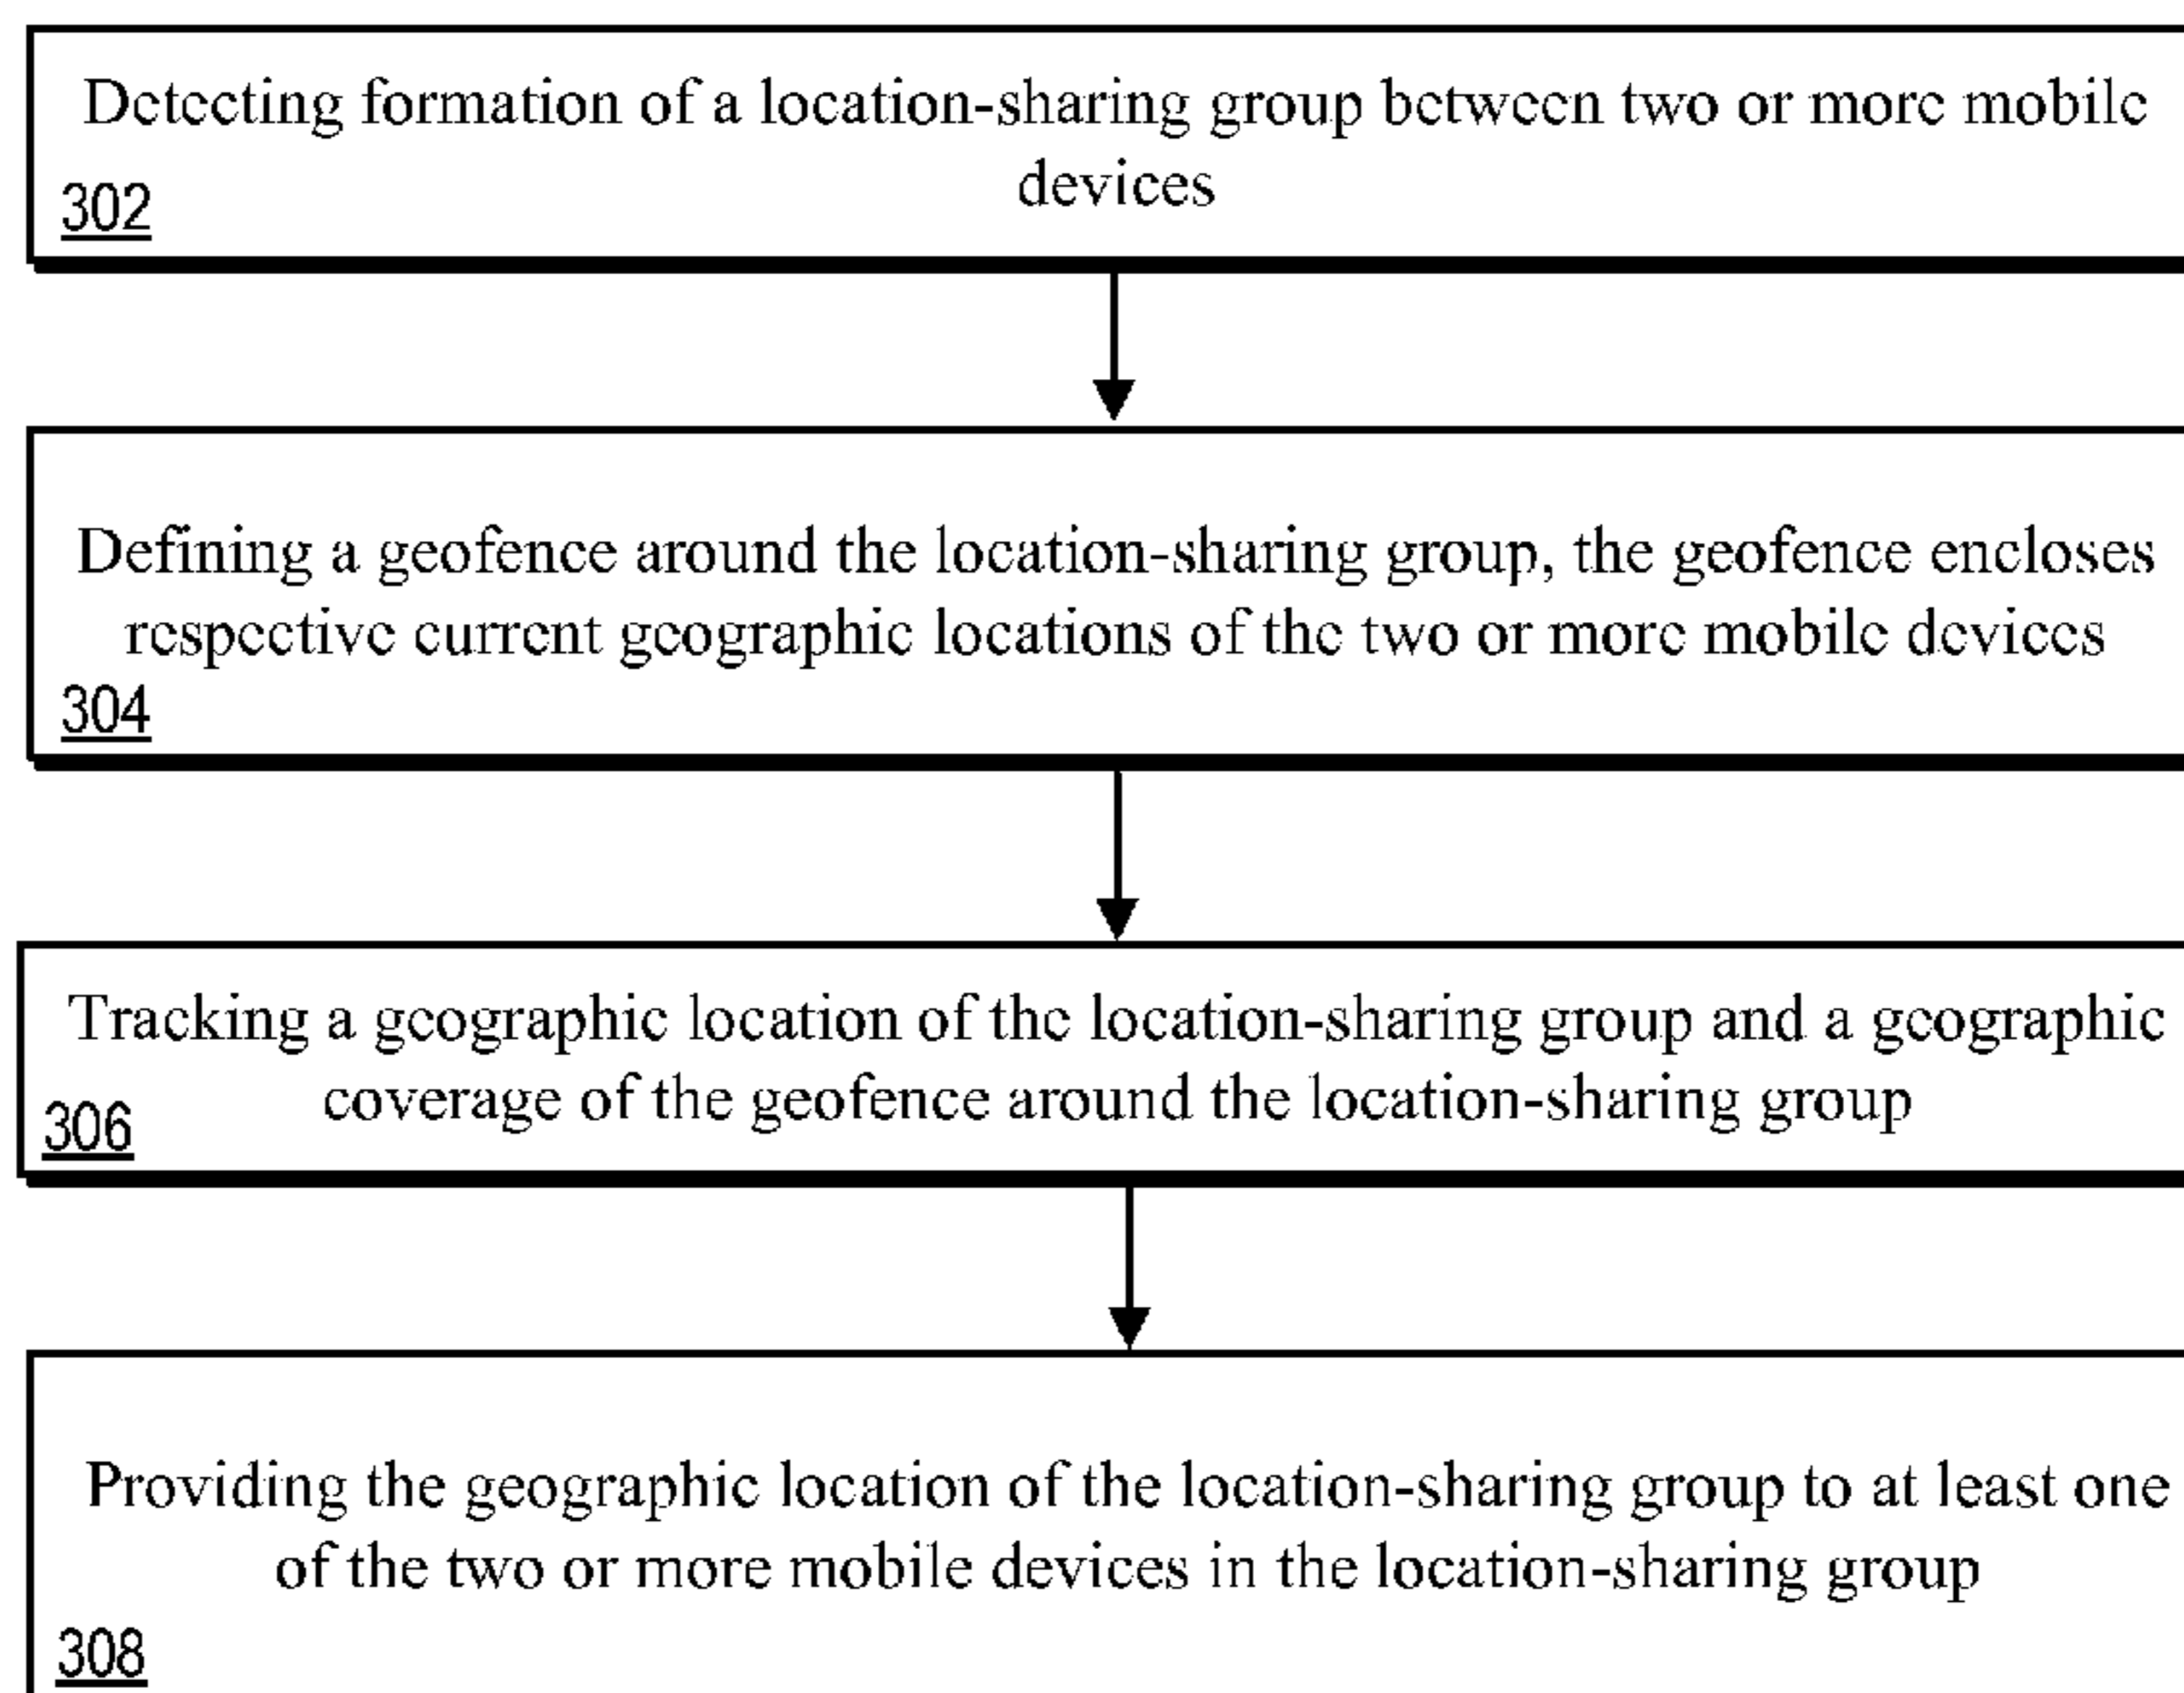 Detecting formation of a location-sharing group between two or more mobile
devices
302
Defining a geofence around the location-sharing group, the geofence encloses
respective current geographic locations of the two or more mobile devices
304
Tracking a geographic location of the location-sharing group and a geographic
coverage of the geofence around the location-sharing group
306
Providing the geographic location of the location-sharing group to at least one
of the two or more mobile devices in the location-sharing group
308